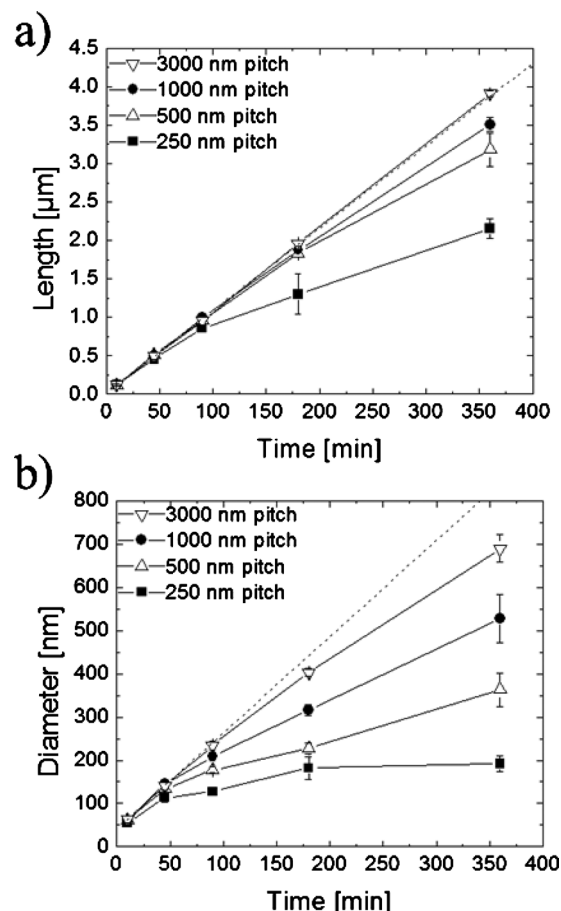 a)
4.5
4.0
3.5
3.0
2.5
2.0
1.5
1.0
0.5
0.0
Length [µm]
3000 nm pitch
1000 nm pitch
500 nm pitch
250 nm pitch
0 50 100 150 200 250 300 350 400
Time [min]
b)
800
700
600
500
400
300
200
100
0
Diameter [nm]
3000 nm pitch
1000 nm pitch
500 nm pitch
250 nm pitch
0 50 100 150 200 250 300 350 400
Time [min]